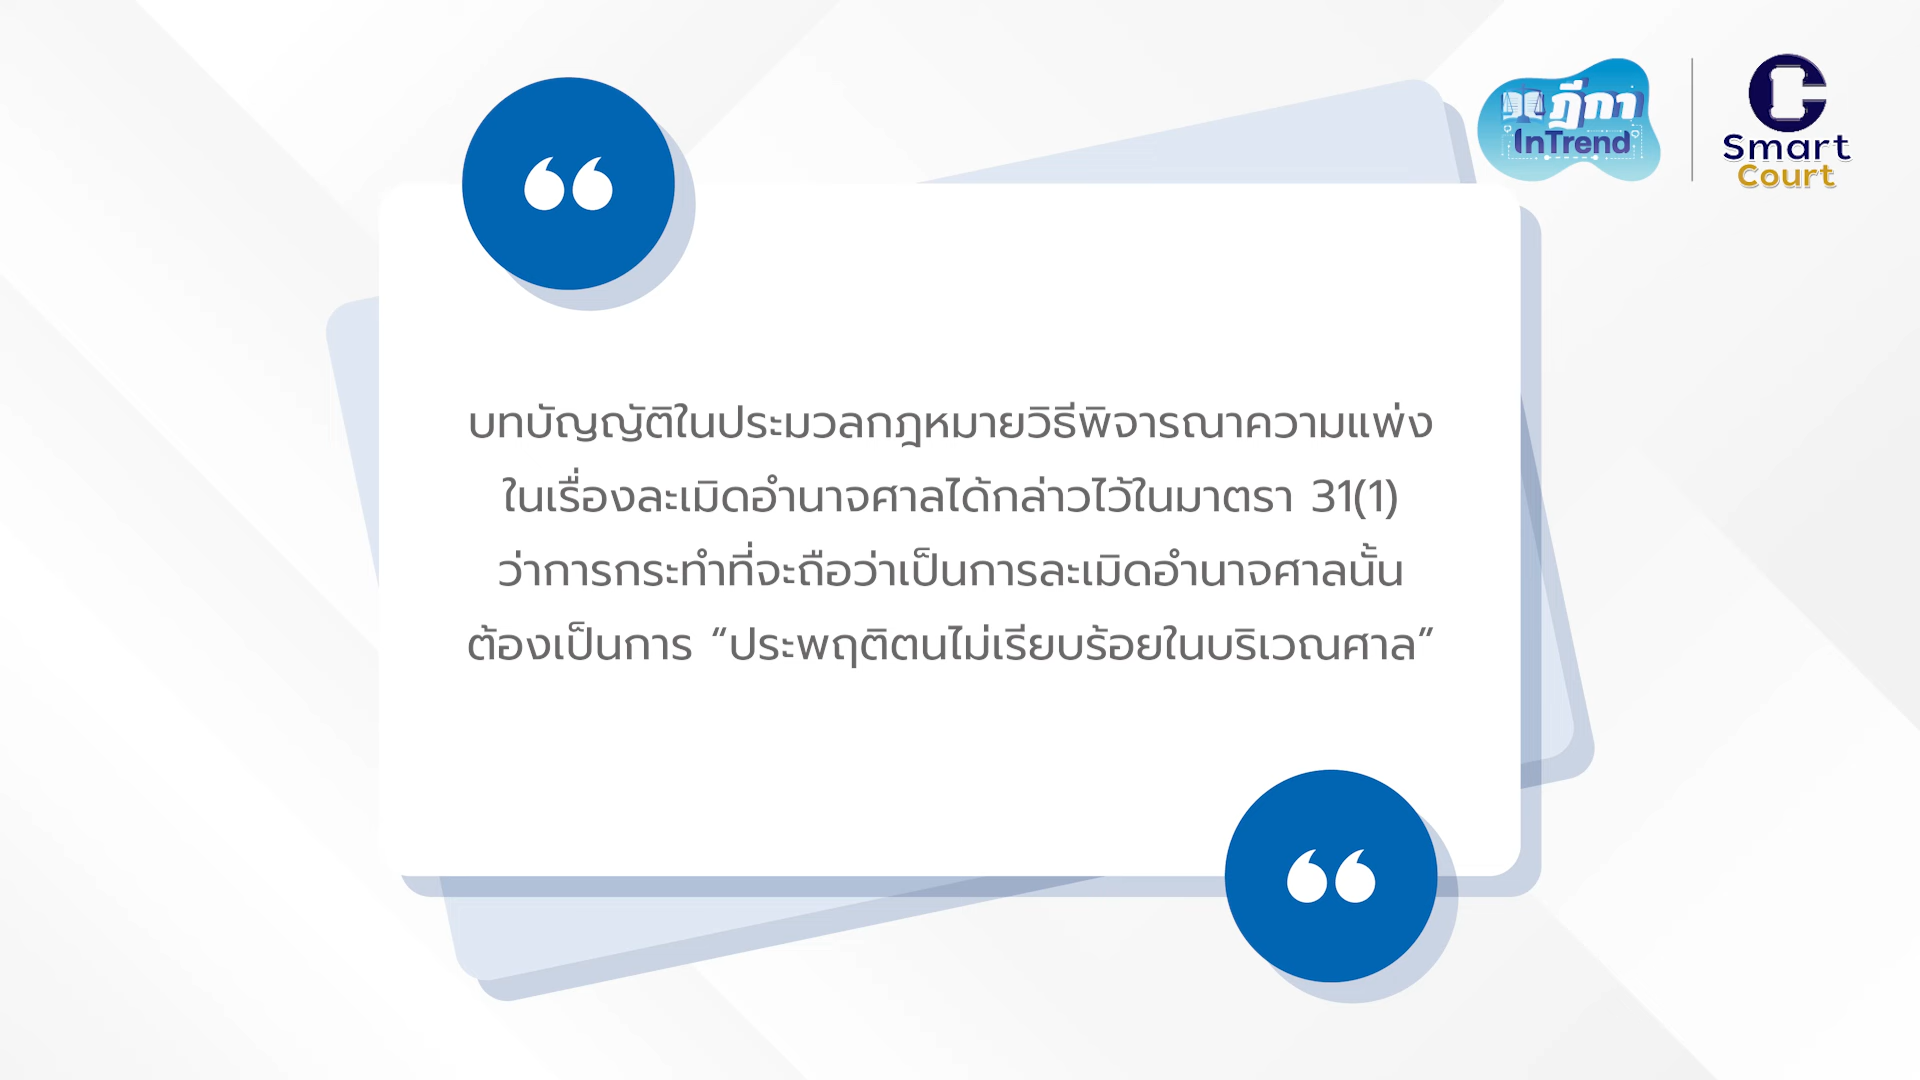 ฎีกา
InTrend
Smart
Court
บทบัญญัติในประมวลกฎหมายวิธีพิจารณาความแพ่ง
ในเรื่องละเมิดอำนาจศาลได้กล่าวไว้ในมาตรา 31(1)
ว่าการกระทำที่จะถือว่าเป็นการละเมิดอำนาจศาลนั้น
ต้องเป็นการ “ประพฤติตนไม่เรียบร้อยในบริเวณศาล”